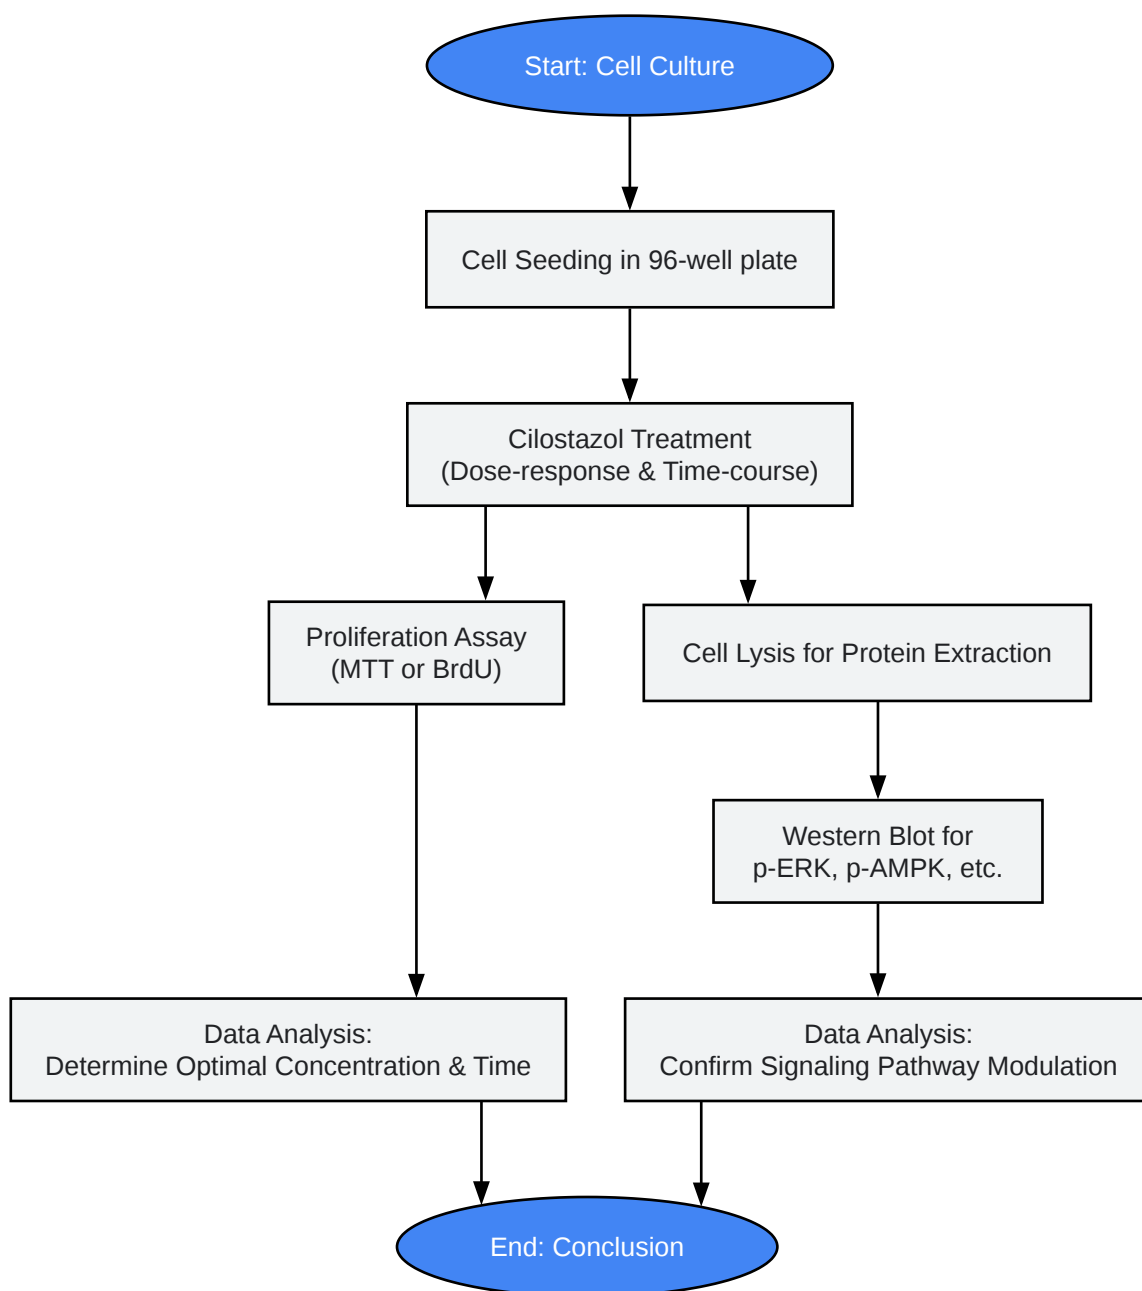 Start: Cell Culture
Cell Seeding in 96-well plate
Cilostazol Treatment
(Dose-response & Time-course)
Proliferation Assay
(MTT or BrdU)
Cell Lysis for Protein Extraction
Western Blot for
p-ERK, p-AMPK, etc.
Data Analysis:
Determine Optimal Concentration & Time
Data Analysis:
Confirm Signaling Pathway Modulation
End: Conclusion